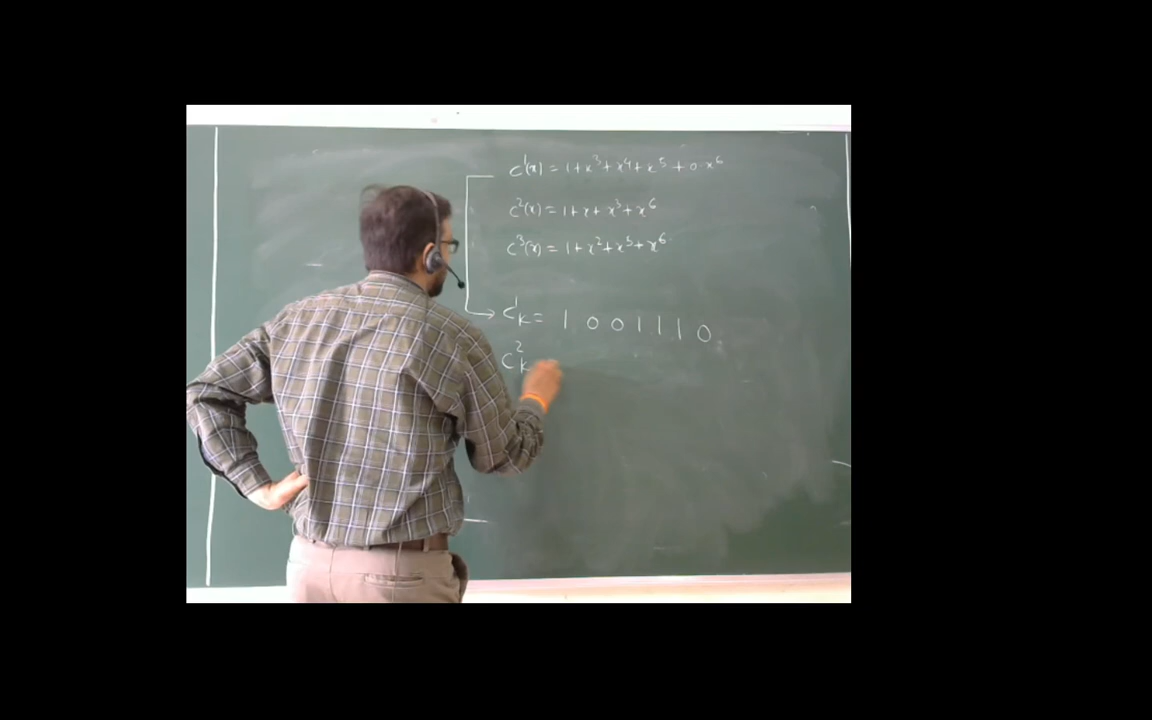 c¹(x) = 1+x³+x⁴+x⁵+0·x⁶
c²(x) = 1+x+x³+x⁶
c³(x) = 1+x²+x⁵+x⁶
C¹K = 1 0 0 1 1 1 0
C²K